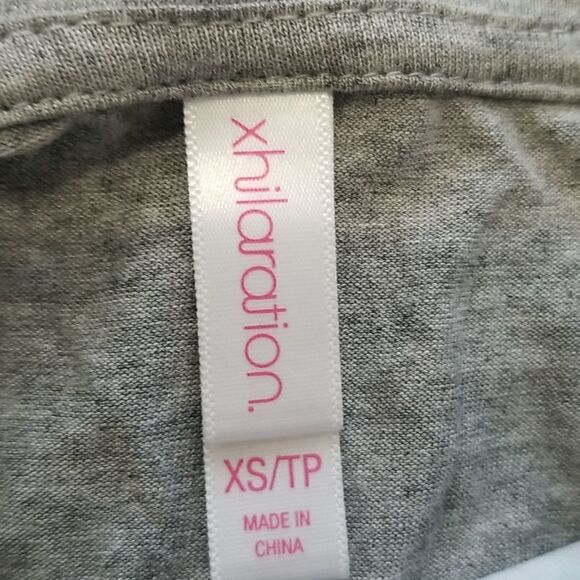 xhilaration.
XS/TP
MADE IN
CHINA